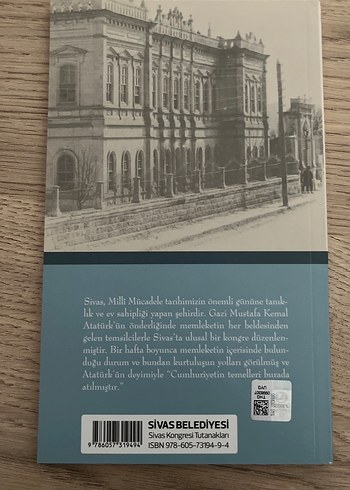 Sivas, Milli Mücadele tarihimizin önemli gününe tanık-
lık ve ev sahipliği yapan şehirdir. Gazi Mustafa Kemal
Atatürk'ün önderliğinde memleketin her beldesinden
gelen temsilcilerle Sivas'ta ulusal bir kongre düzenlen-
miştir. Bir hafta boyunca memleketin içerisinde bulun-
duğu durum ve bundan kurtuluşun yolları görülmüş ve
Atatürk'ün deyimiyle "Cumhuriyetin temelleri burada
atılmıştır."
SİVAS BELEDİYESİ
Sivas Kongresi Tutanakları
ISBN 978-605-73194-9-4
9 786057 319494